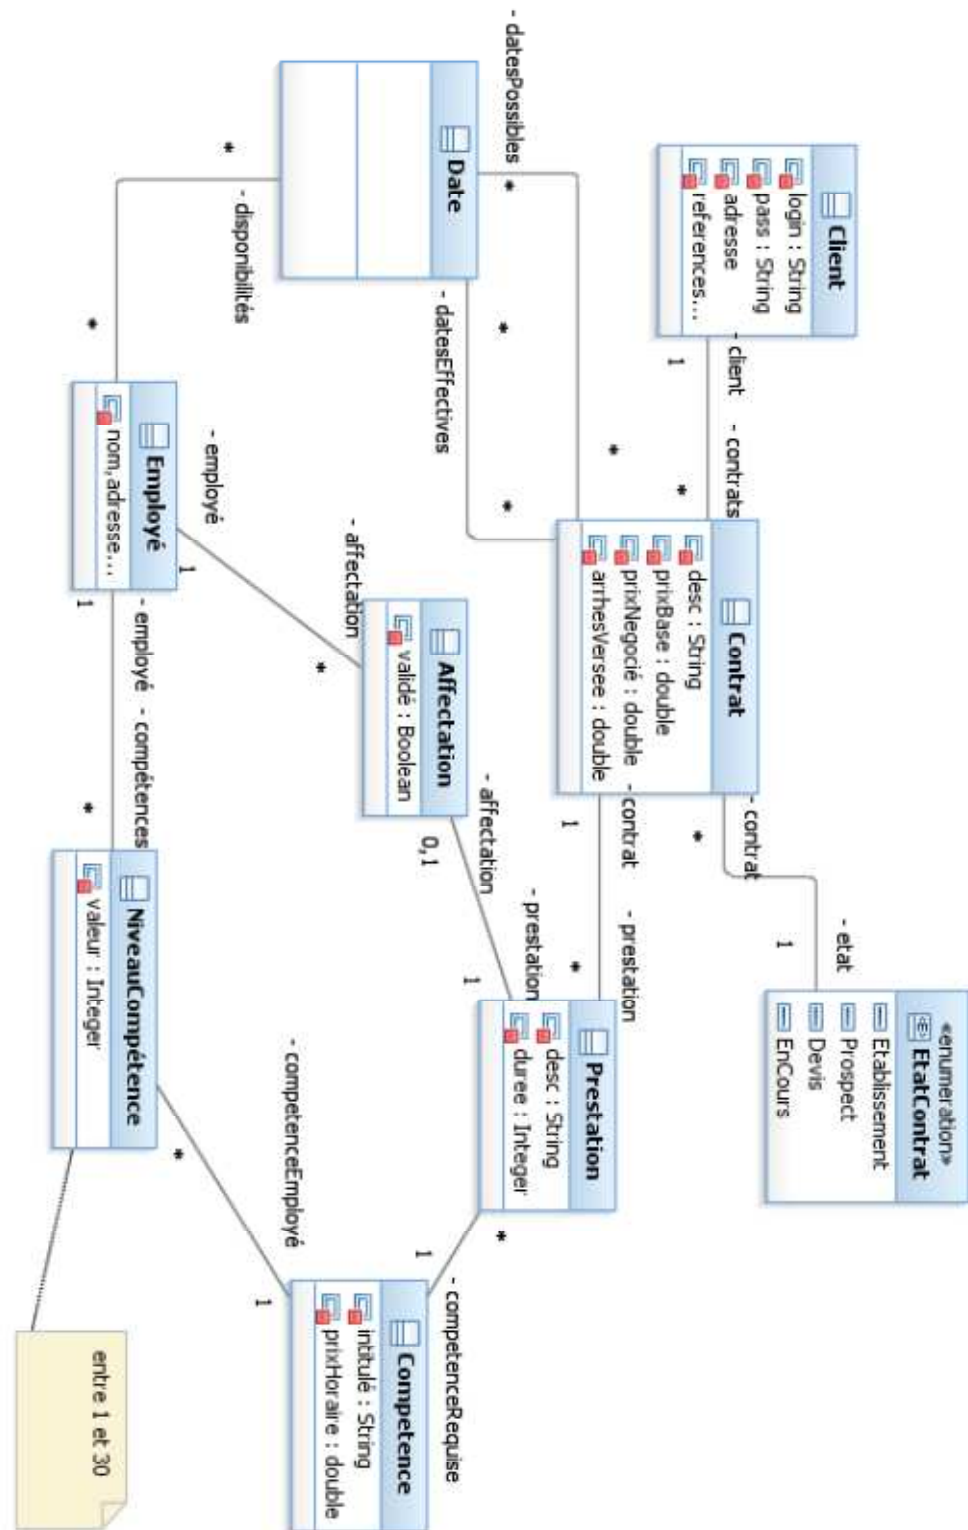 Client
login : String
pass : String
adresse
references...
- client
1
- contrats
*
Contrat
desc : String
prixBase : double
prixNegocié : double
arrhesVersee : double
- contrat
*
- etat
1
«enumeration»
EtatContrat
Etablissement
Prospect
Devis
EnCours
- datesPossibles
*
*
Date
- datesEffectives
*
*
- contrat
1
- prestation
*
Prestation
desc : String
duree : Integer
- disponibilités
*
*
- employé
1
- affectation
*
Affectation
validé : Boolean
- affectation
0,1
- prestation
1
*
- competenceRequise
1
Employé
nom,adresse...
- employé
1
- compétences
*
NiveauCompétence
valeur : Integer
*
- competenceEmployé
1
Competence
intitulé : String
prixHoraire : double
entre 1 et 30